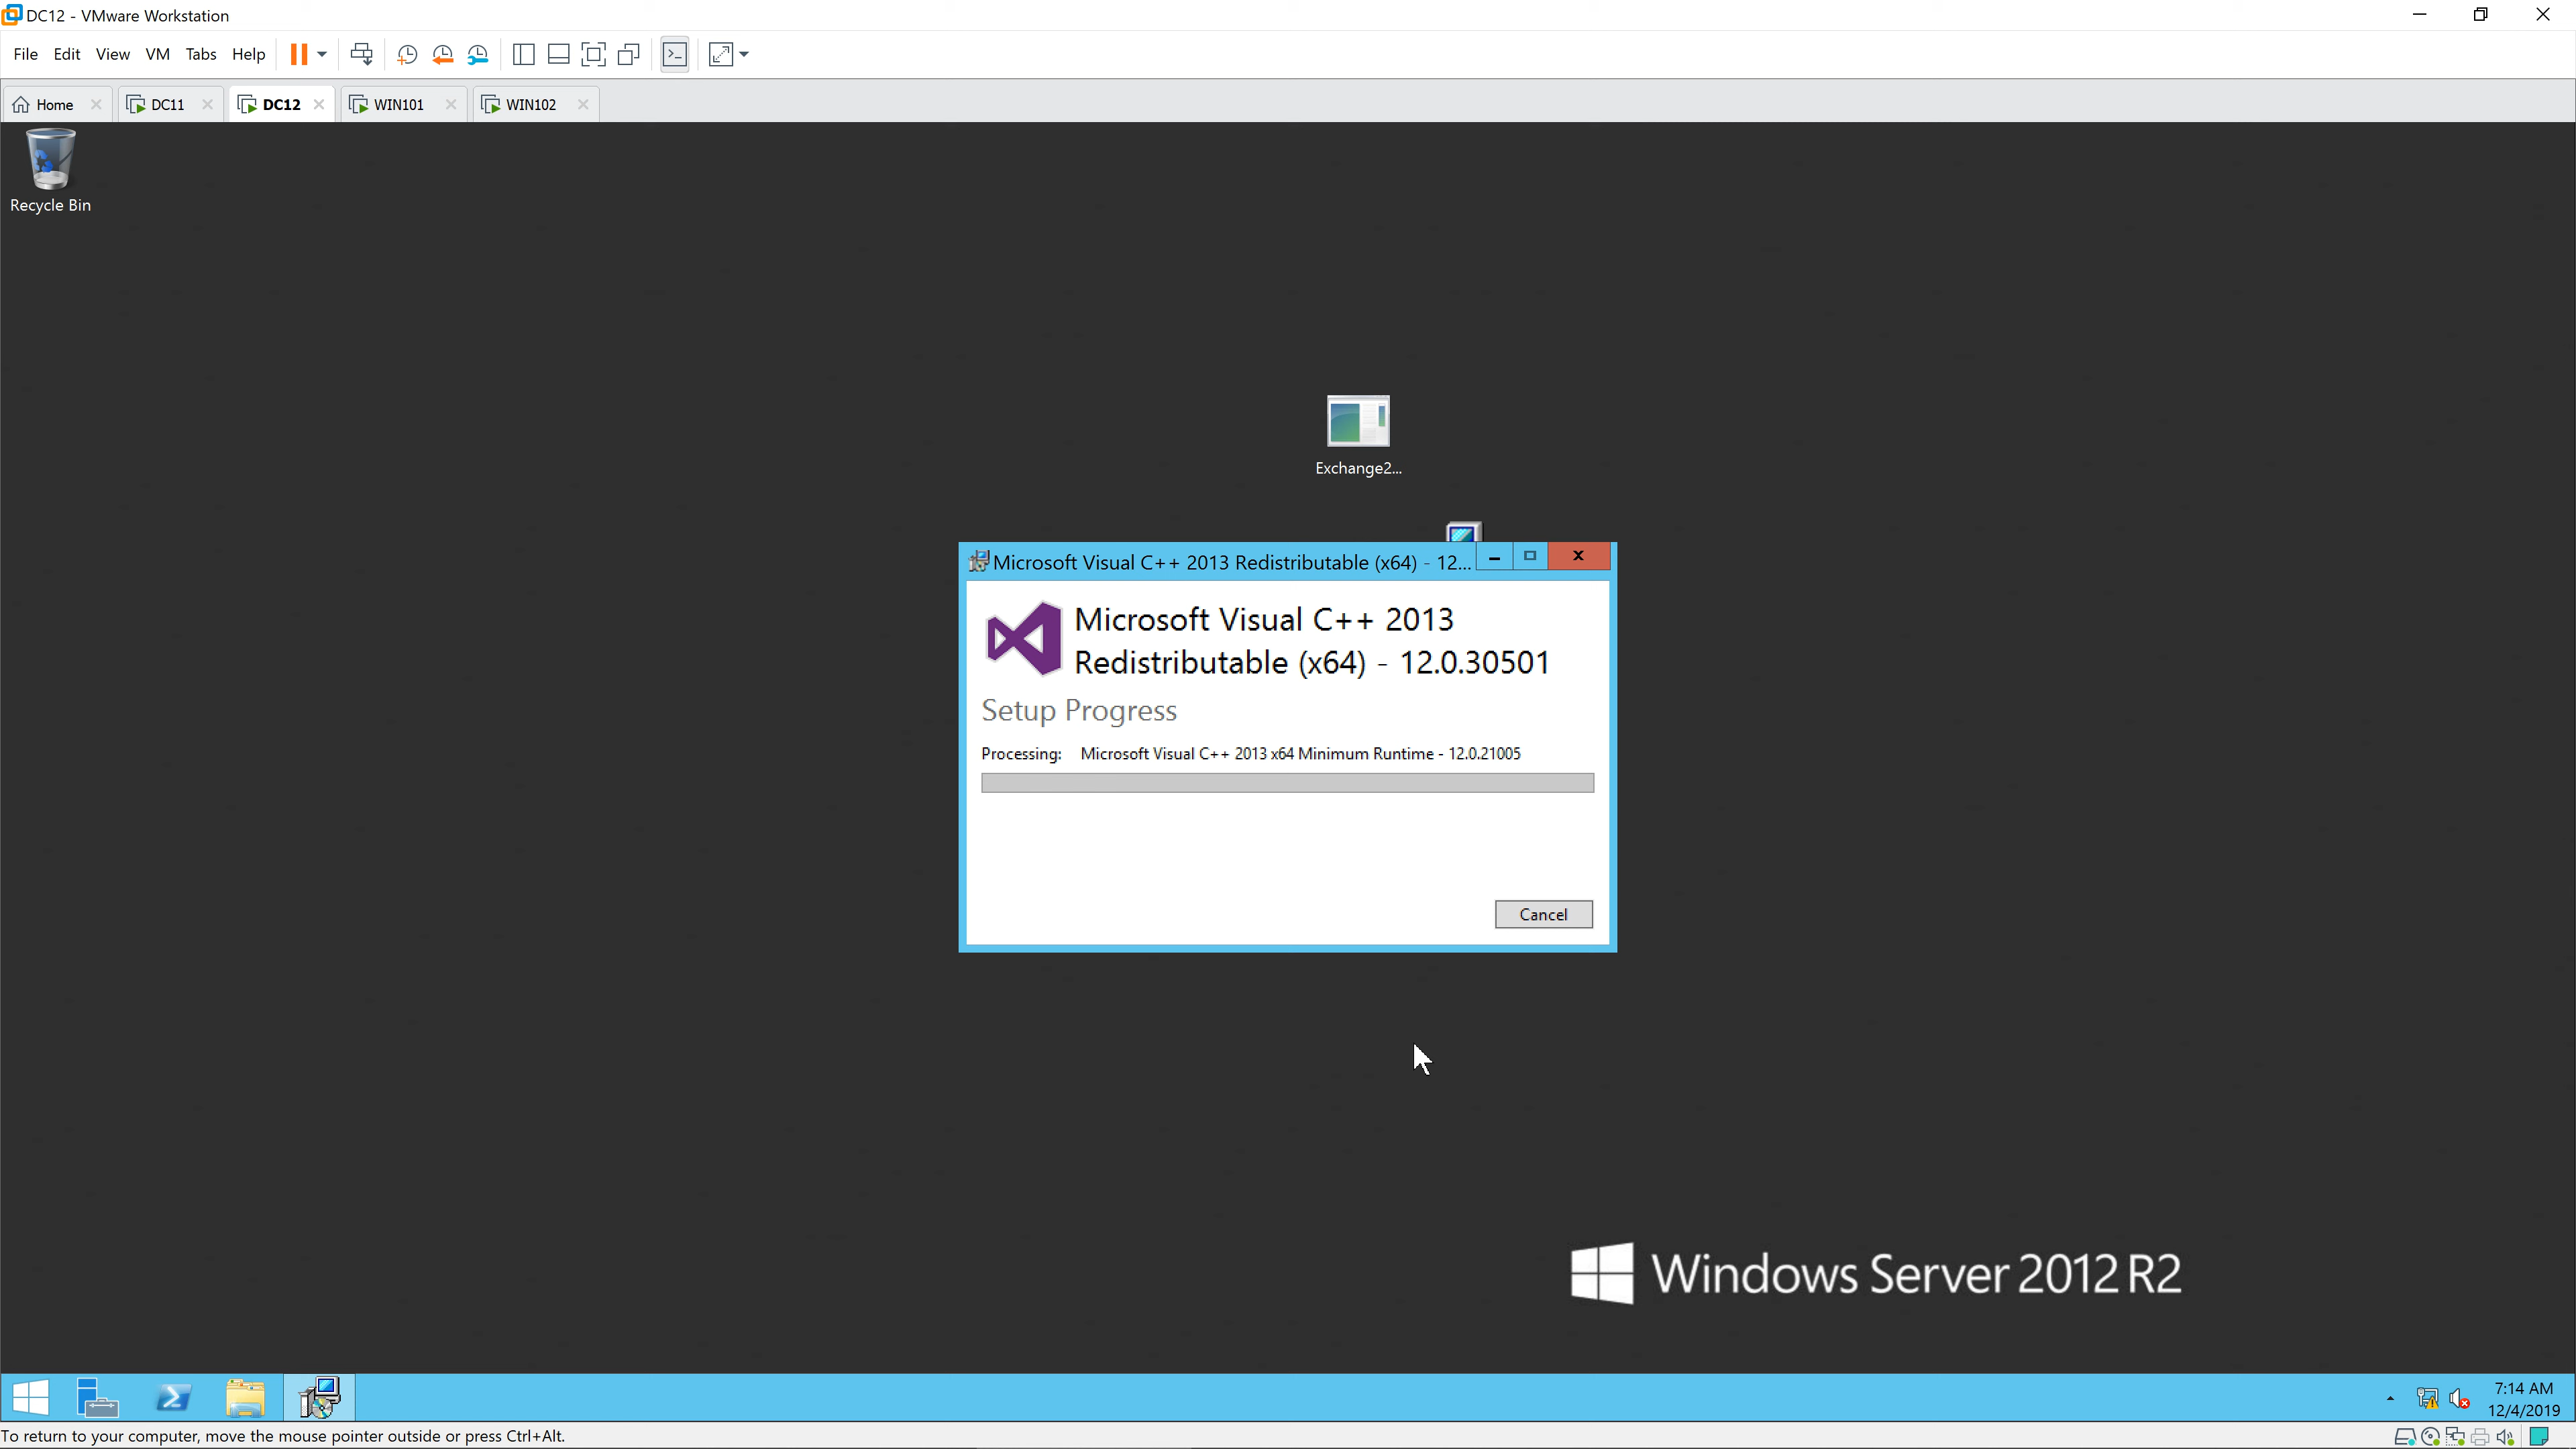 DC12 - VMware Workstation
File Edit View VM Tabs Help
Home DC11 DC12 WIN101 WIN102
Recycle Bin
Exchange2...
Microsoft Visual C++ 2013 Redistributable (x64) - 12...
Microsoft Visual C++ 2013
Redistributable (x64) - 12.0.30501
Setup Progress
Processing: Microsoft Visual C++ 2013 x64 Minimum Runtime - 12.0.21005
Cancel
Windows Server 2012 R2
7:14 AM
12/4/2019
To return to your computer, move the mouse pointer outside or press Ctrl+Alt.